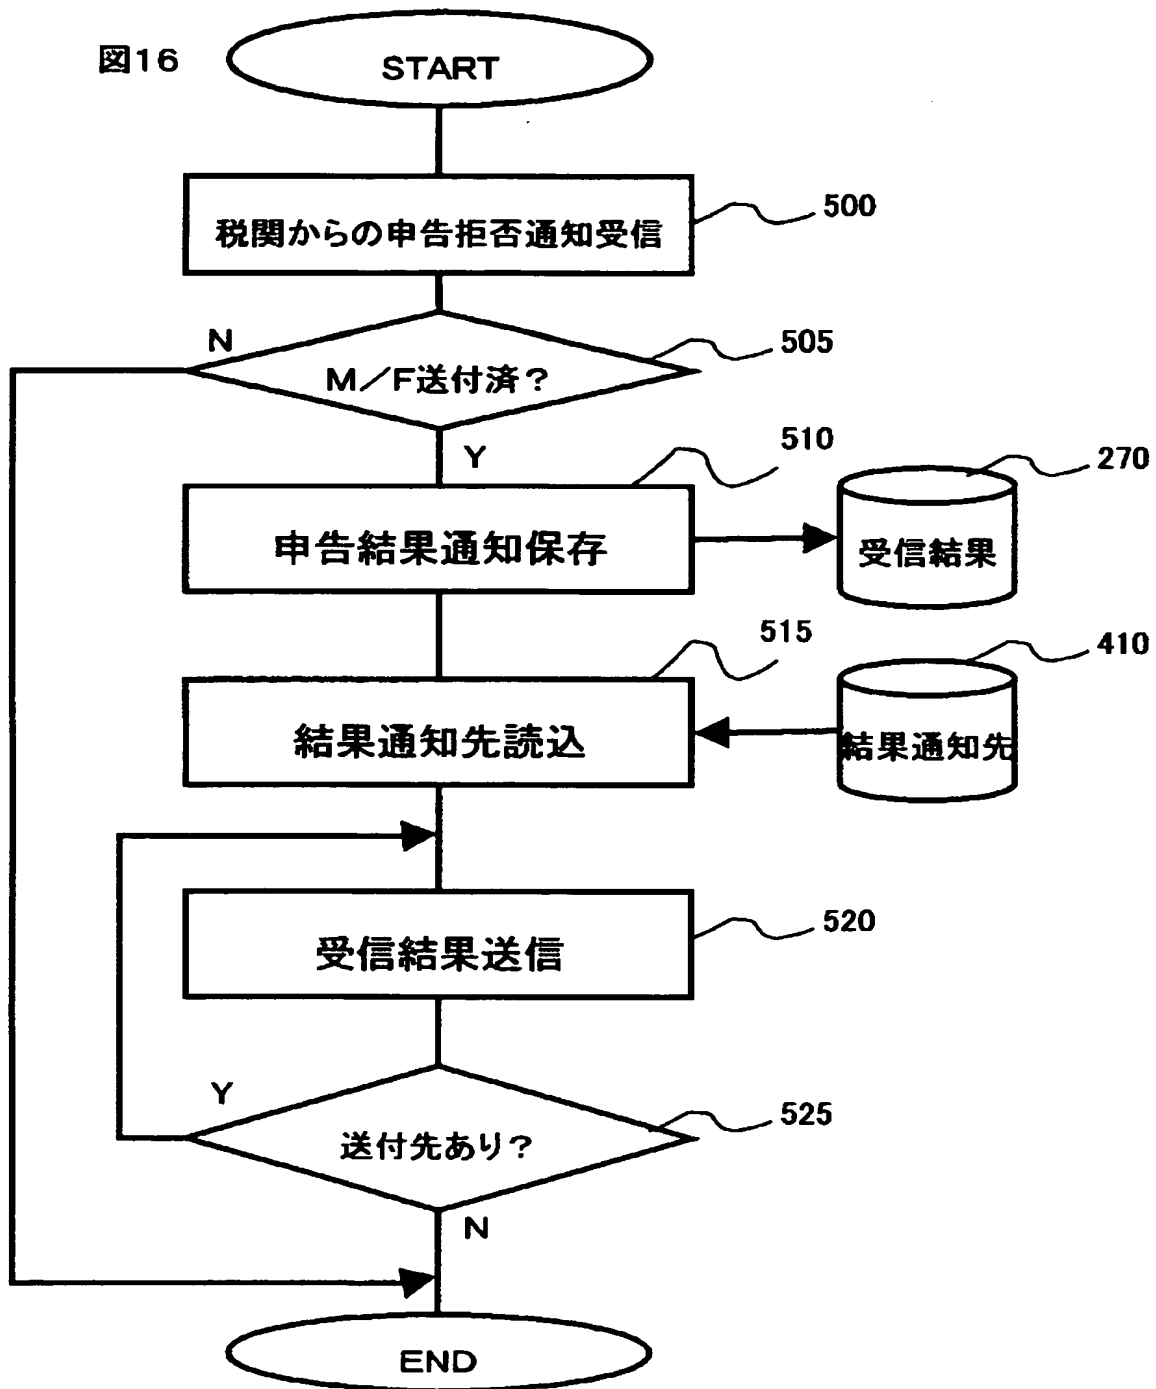 図16
START
税関からの申告拒否通知受信
500
N
M／F送付済？
505
Y
510
申告結果通知保存
270
受信結果
515
結果通知先読込
410
結果通知先
受信結果送信
520
Y
送付先あり？
525
N
END